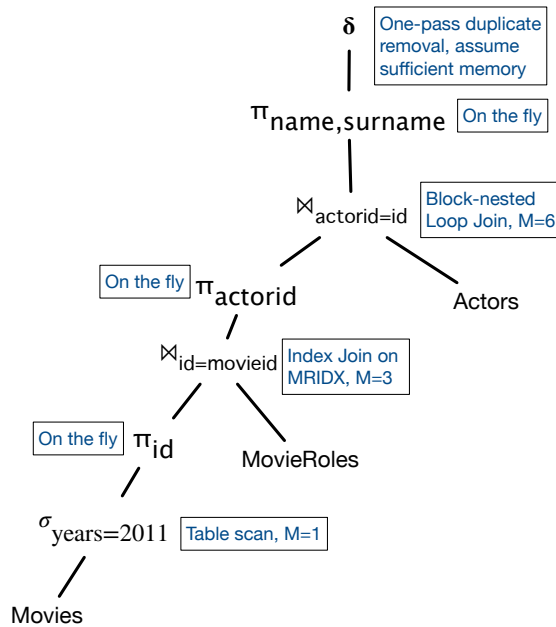 δ
One-pass duplicate
removal, assume
sufficient memory
π name,surname
On the fly
⋈ actorid=id
Block-nested
Loop Join, M=6
On the fly
π actorid
Actors
⋈ id=movieid
Index Join on
MRIDX, M=3
On the fly
π id
MovieRoles
σ years=2011
Table scan, M=1
Movies